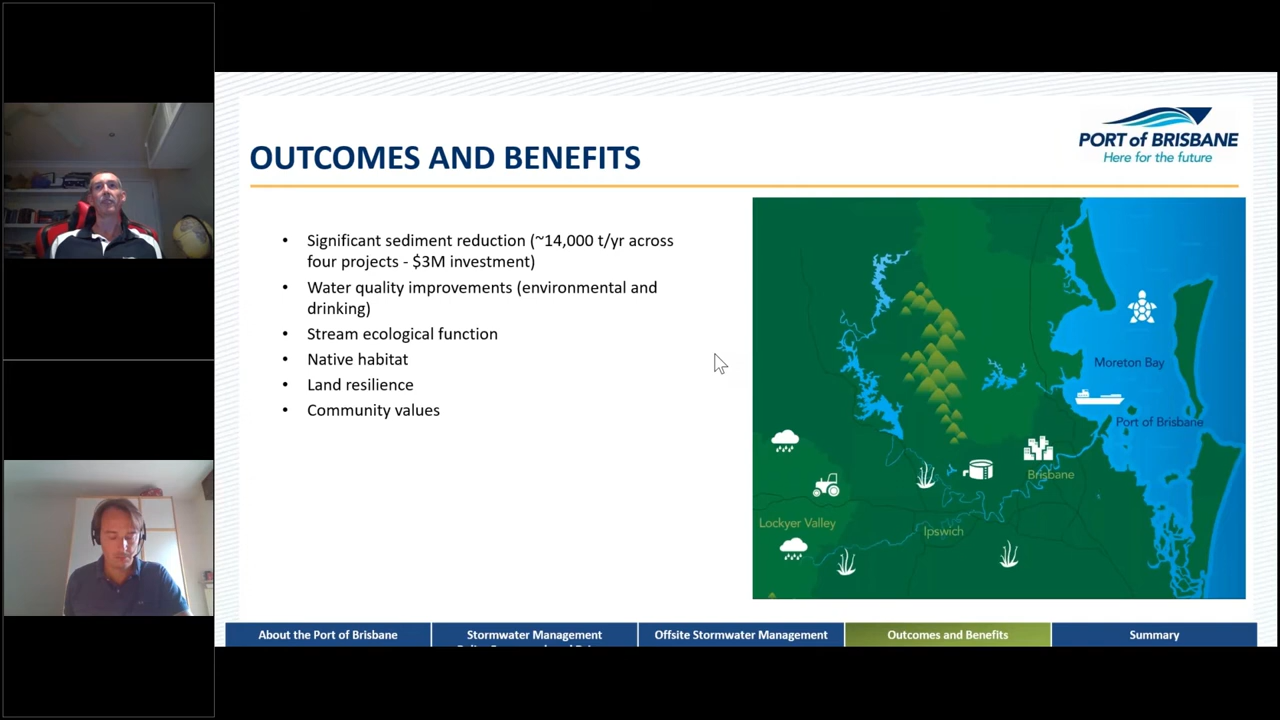 PORT of BRISBANE
Here for the future
OUTCOMES AND BENEFITS
• Significant sediment reduction (~14,000 t/yr across
four projects - $3M investment)
• Water quality improvements (environmental and
drinking)
• Stream ecological function
• Native habitat
• Land resilience
• Community values
Moreton Bay
Port of Brisbane
Brisbane
Lockyer Valley
Ipswich
About the Port of Brisbane
Stormwater Management
Offsite Stormwater Management
Outcomes and Benefits
Summary